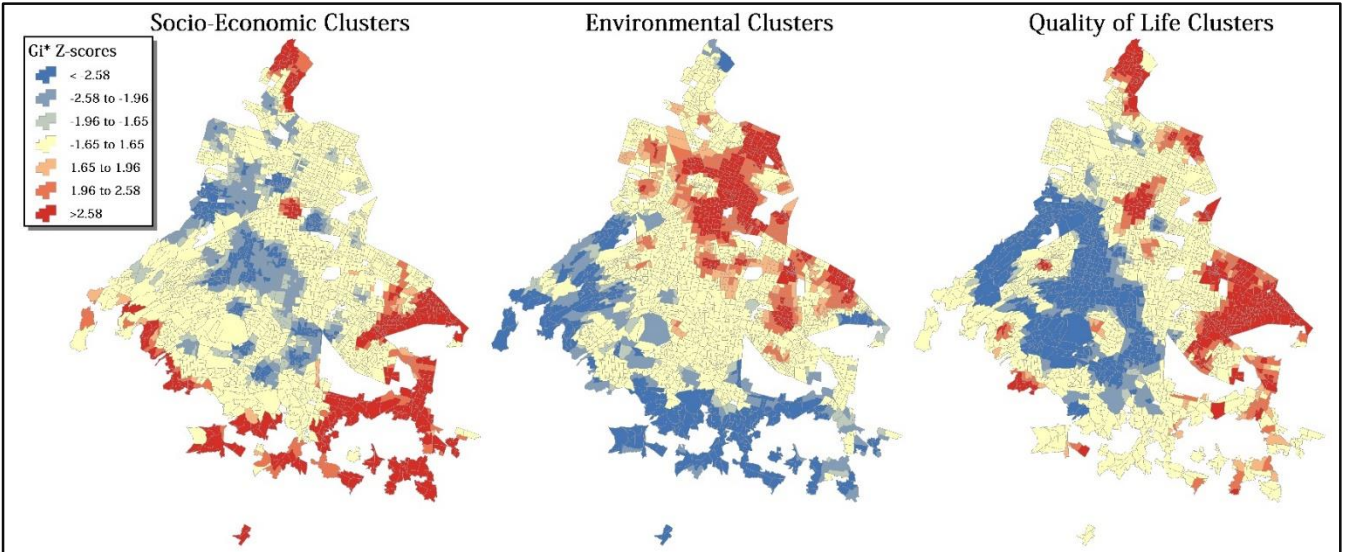 Socio-Economic Clusters
Environmental Clusters
Quality of Life Clusters
Gi* Z-scores
< -2.58
-2.58 to -1.96
-1.96 to -1.65
-1.65 to 1.65
1.65 to 1.96
1.96 to 2.58
>2.58